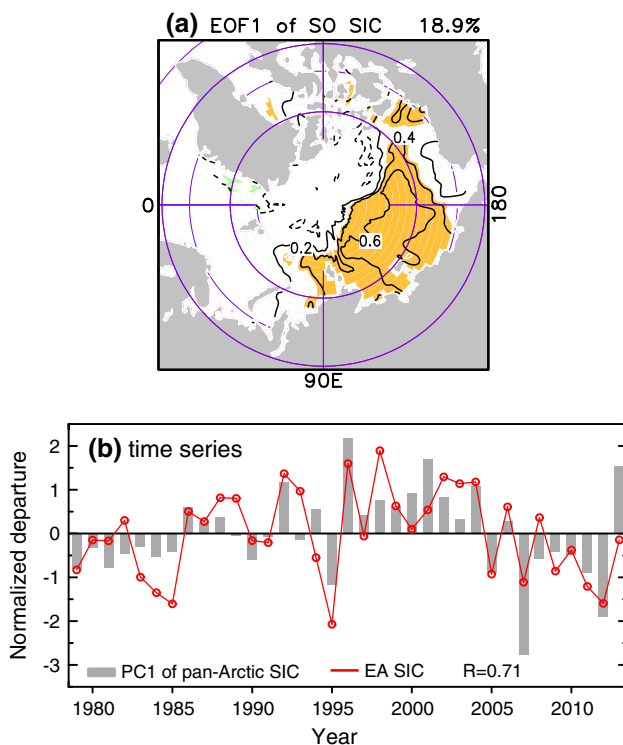 (a) EOF1 of SO SIC 18.9%
0.4
0
180
0.2
0.6
90E
(b) time series
Normalized departure
2
1
0
-1
-2
-3
PC1 of pan-Arctic SIC
EA SIC
R=0.71
1980 1985 1990 1995 2000 2005 2010
Year